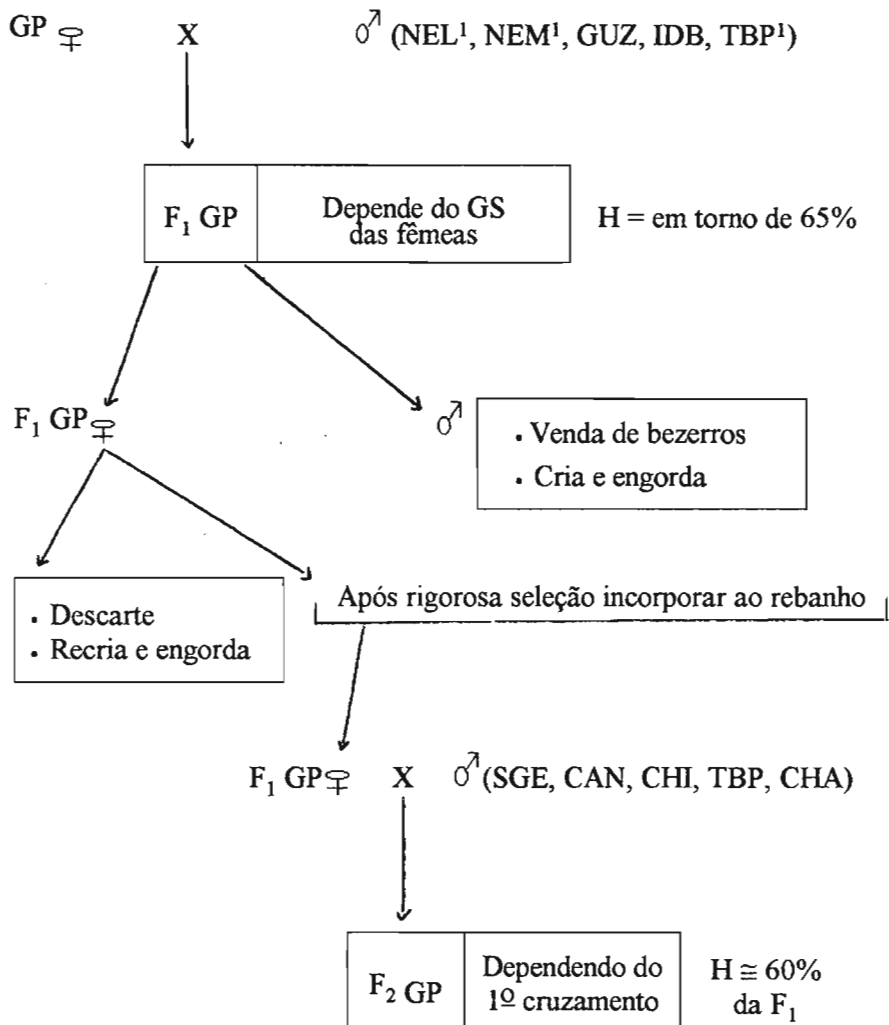 GP ♀ X ♂ (NEL¹, NEM¹, GUZ, IDB, TBP¹)
F₁ GP
Depende do GS
das fêmeas
H = em torno de 65%
F₁ GP ♀
♂
• Venda de bezerros
• Cria e engorda
• Descarte
• Recria e engorda
Após rigorosa seleção incorporar ao rebanho
F₁ GP ♀ X ♂ (SGE, CAN, CHI, TBP, CHA)
F₂ GP
Dependendo do
1º cruzamento
H ≅ 60%
da F₁